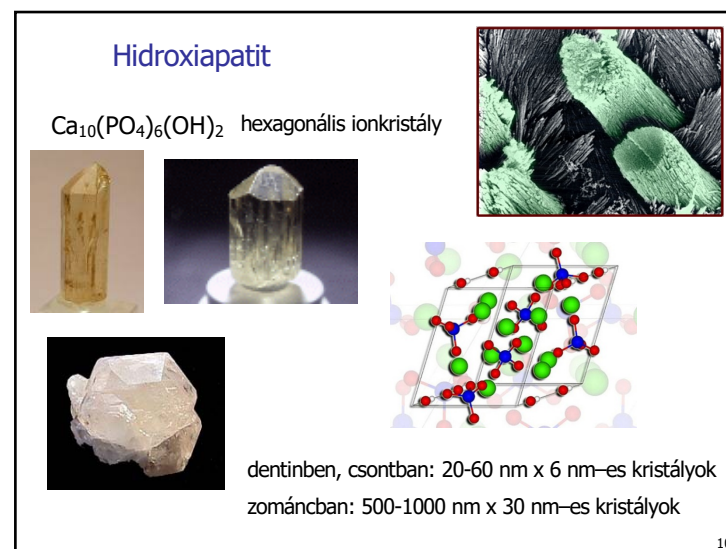 Hidroxiapatit
Ca₁₀(PO₄)₆(OH)₂ hexagonális ionkristály
dentinben, csontban: 20-60 nm x 6 nm–es kristályok
zománcban: 500-1000 nm x 30 nm–es kristályok